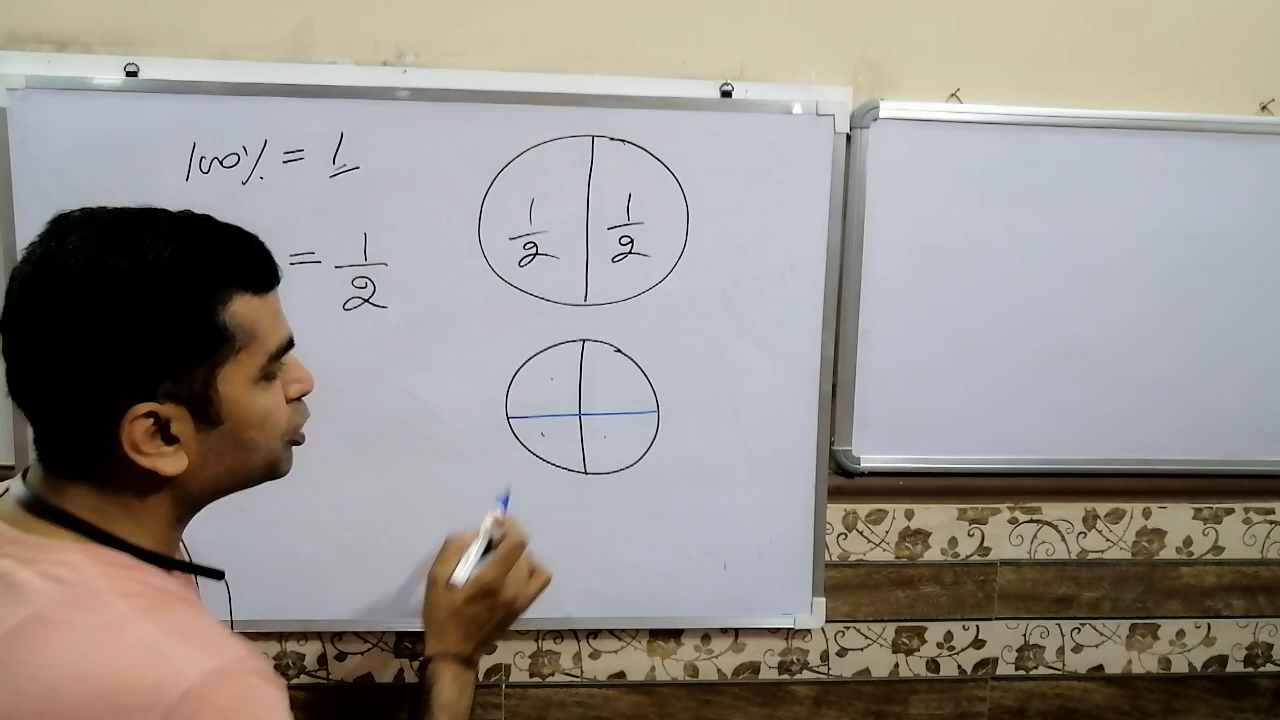 100% = 1
= 1/2
1/2 1/2